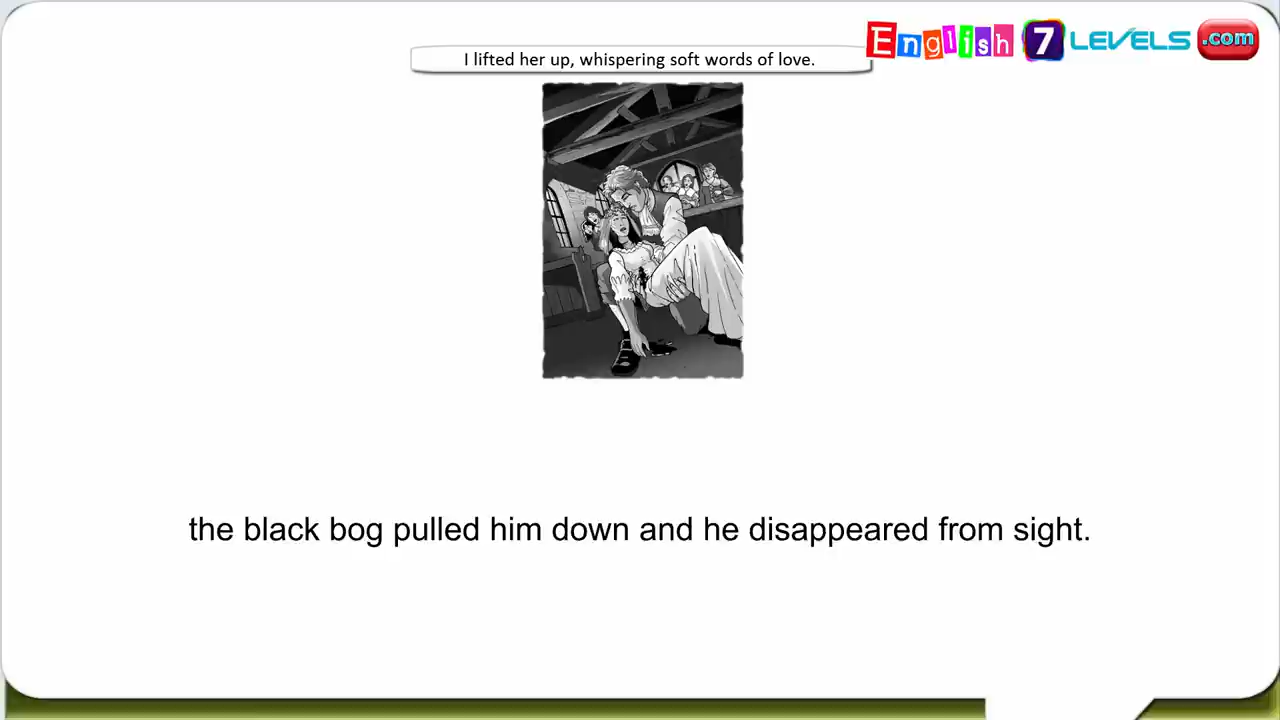 English 7 LEVELS .com
I lifted her up, whispering soft words of love.
the black bog pulled him down and he disappeared from sight.